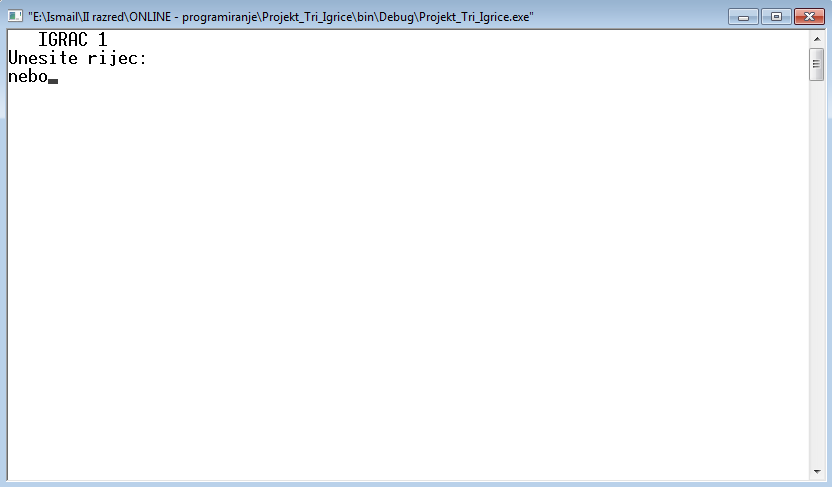 "E:\Ismail\II razred\ONLINE - programiranje\Projekt_Tri_Igrice\bin\Debug\Projekt_Tri_Igrice.exe"
IGRAC 1
Unesite rijec:
nebo